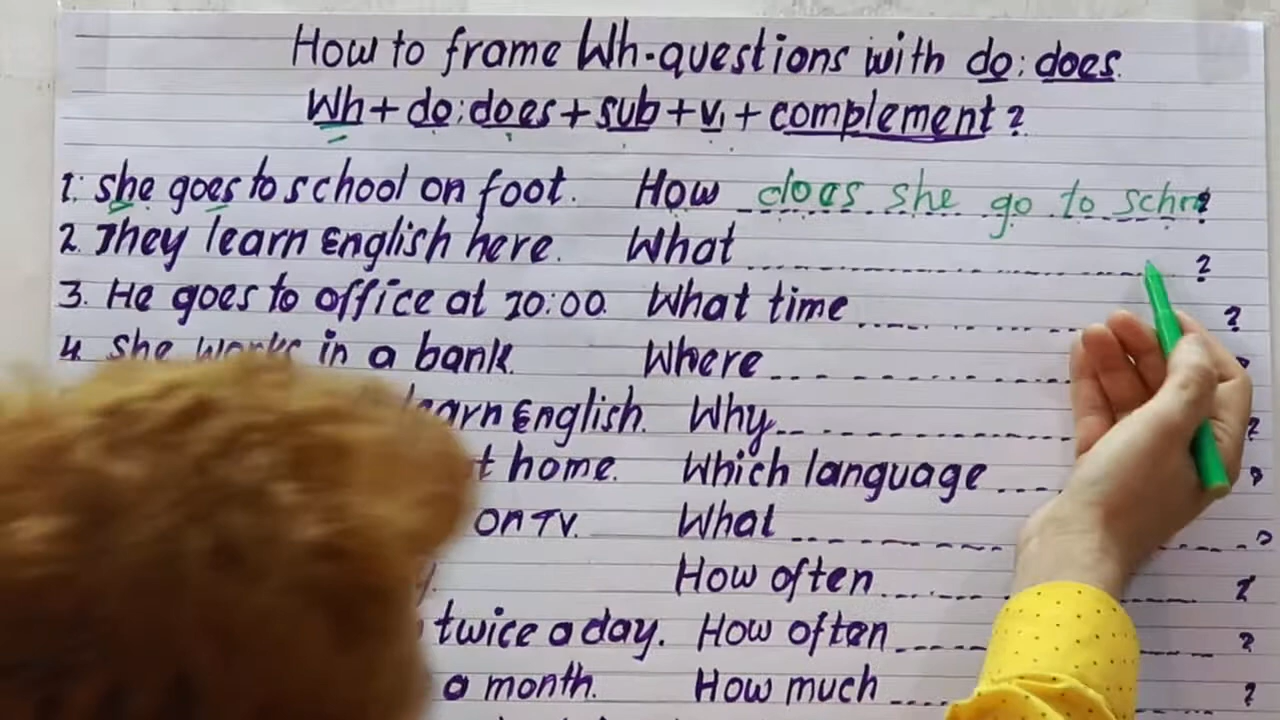 How to frame Wh-questions with do:does.
Wh + do:does + sub + v1 + complement?
1. she goes to school on foot. How does she go to scho?
2. They learn English here. What ?
3. He goes to office at 10:00. What time ?
4. she works in a bank. Where ?
learn English. Why ?
t home. Which language ?
on TV. What ?
How often ?
twice a day. How often ?
a month. How much ?